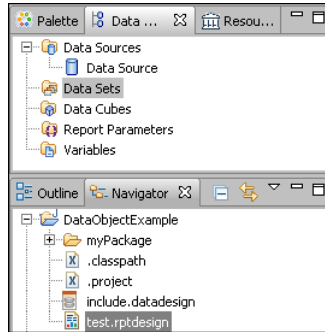 Palette Data ... Resou...
Data Sources
Data Source
Data Sets
Data Cubes
Report Parameters
Variables
Outline Navigator
DataObjectExample
myPackage
.classpath
.project
include.datadesign
test.rptdesign